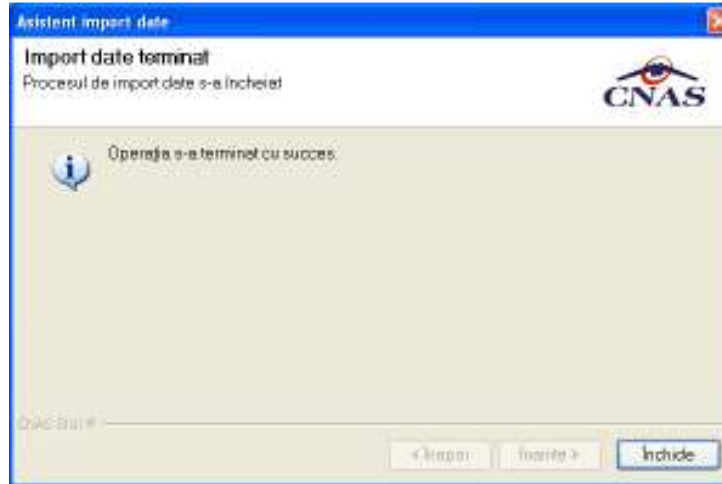 Asistent import date
Import date terminat
Procesul de import date s-a încheiat
CNAS
Operaţia s-a terminat cu succes.
< Înapoi
Înainte >
Închide